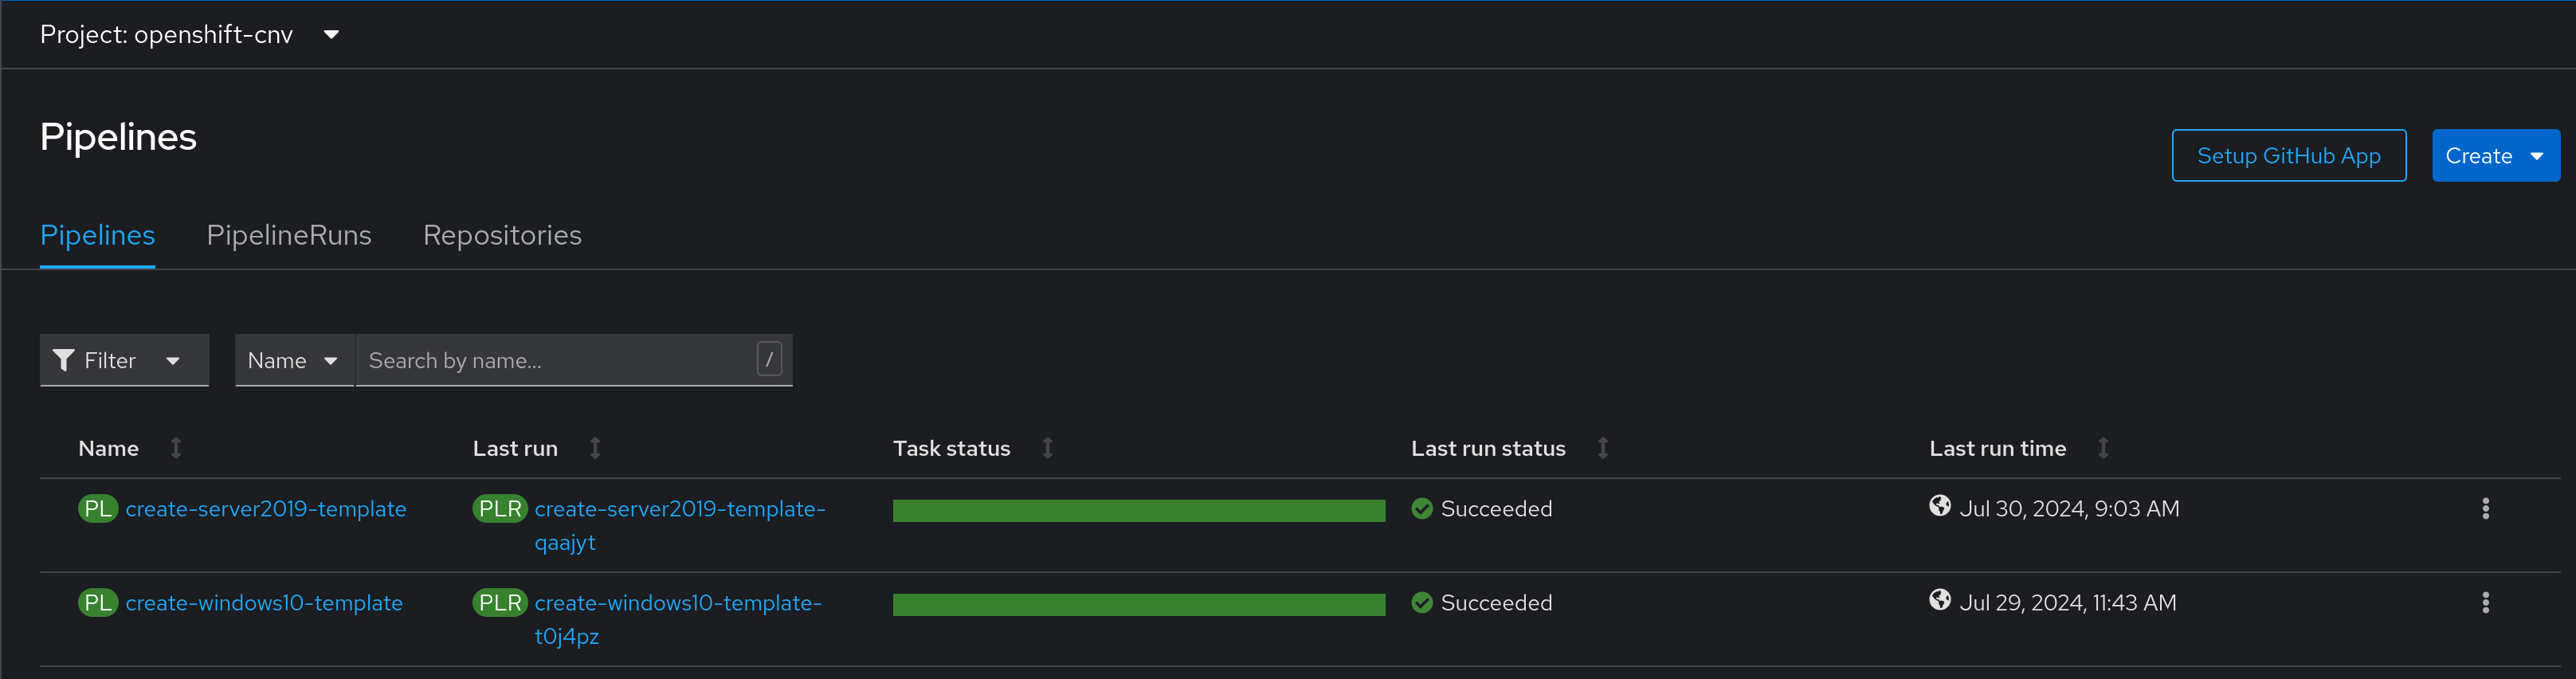 Project: openshift-cnv
Pipelines
Setup GitHub App
Create
Pipelines PipelineRuns Repositories
Filter Name Search by name... /
Name Last run Task status Last run status Last run time
PL create-server2019-template PLR create-server2019-template- Succeeded Jul 30, 2024, 9:03 AM
qaajyt
PL create-windows10-template PLR create-windows10-template- Succeeded Jul 29, 2024, 11:43 AM
t0j4pz